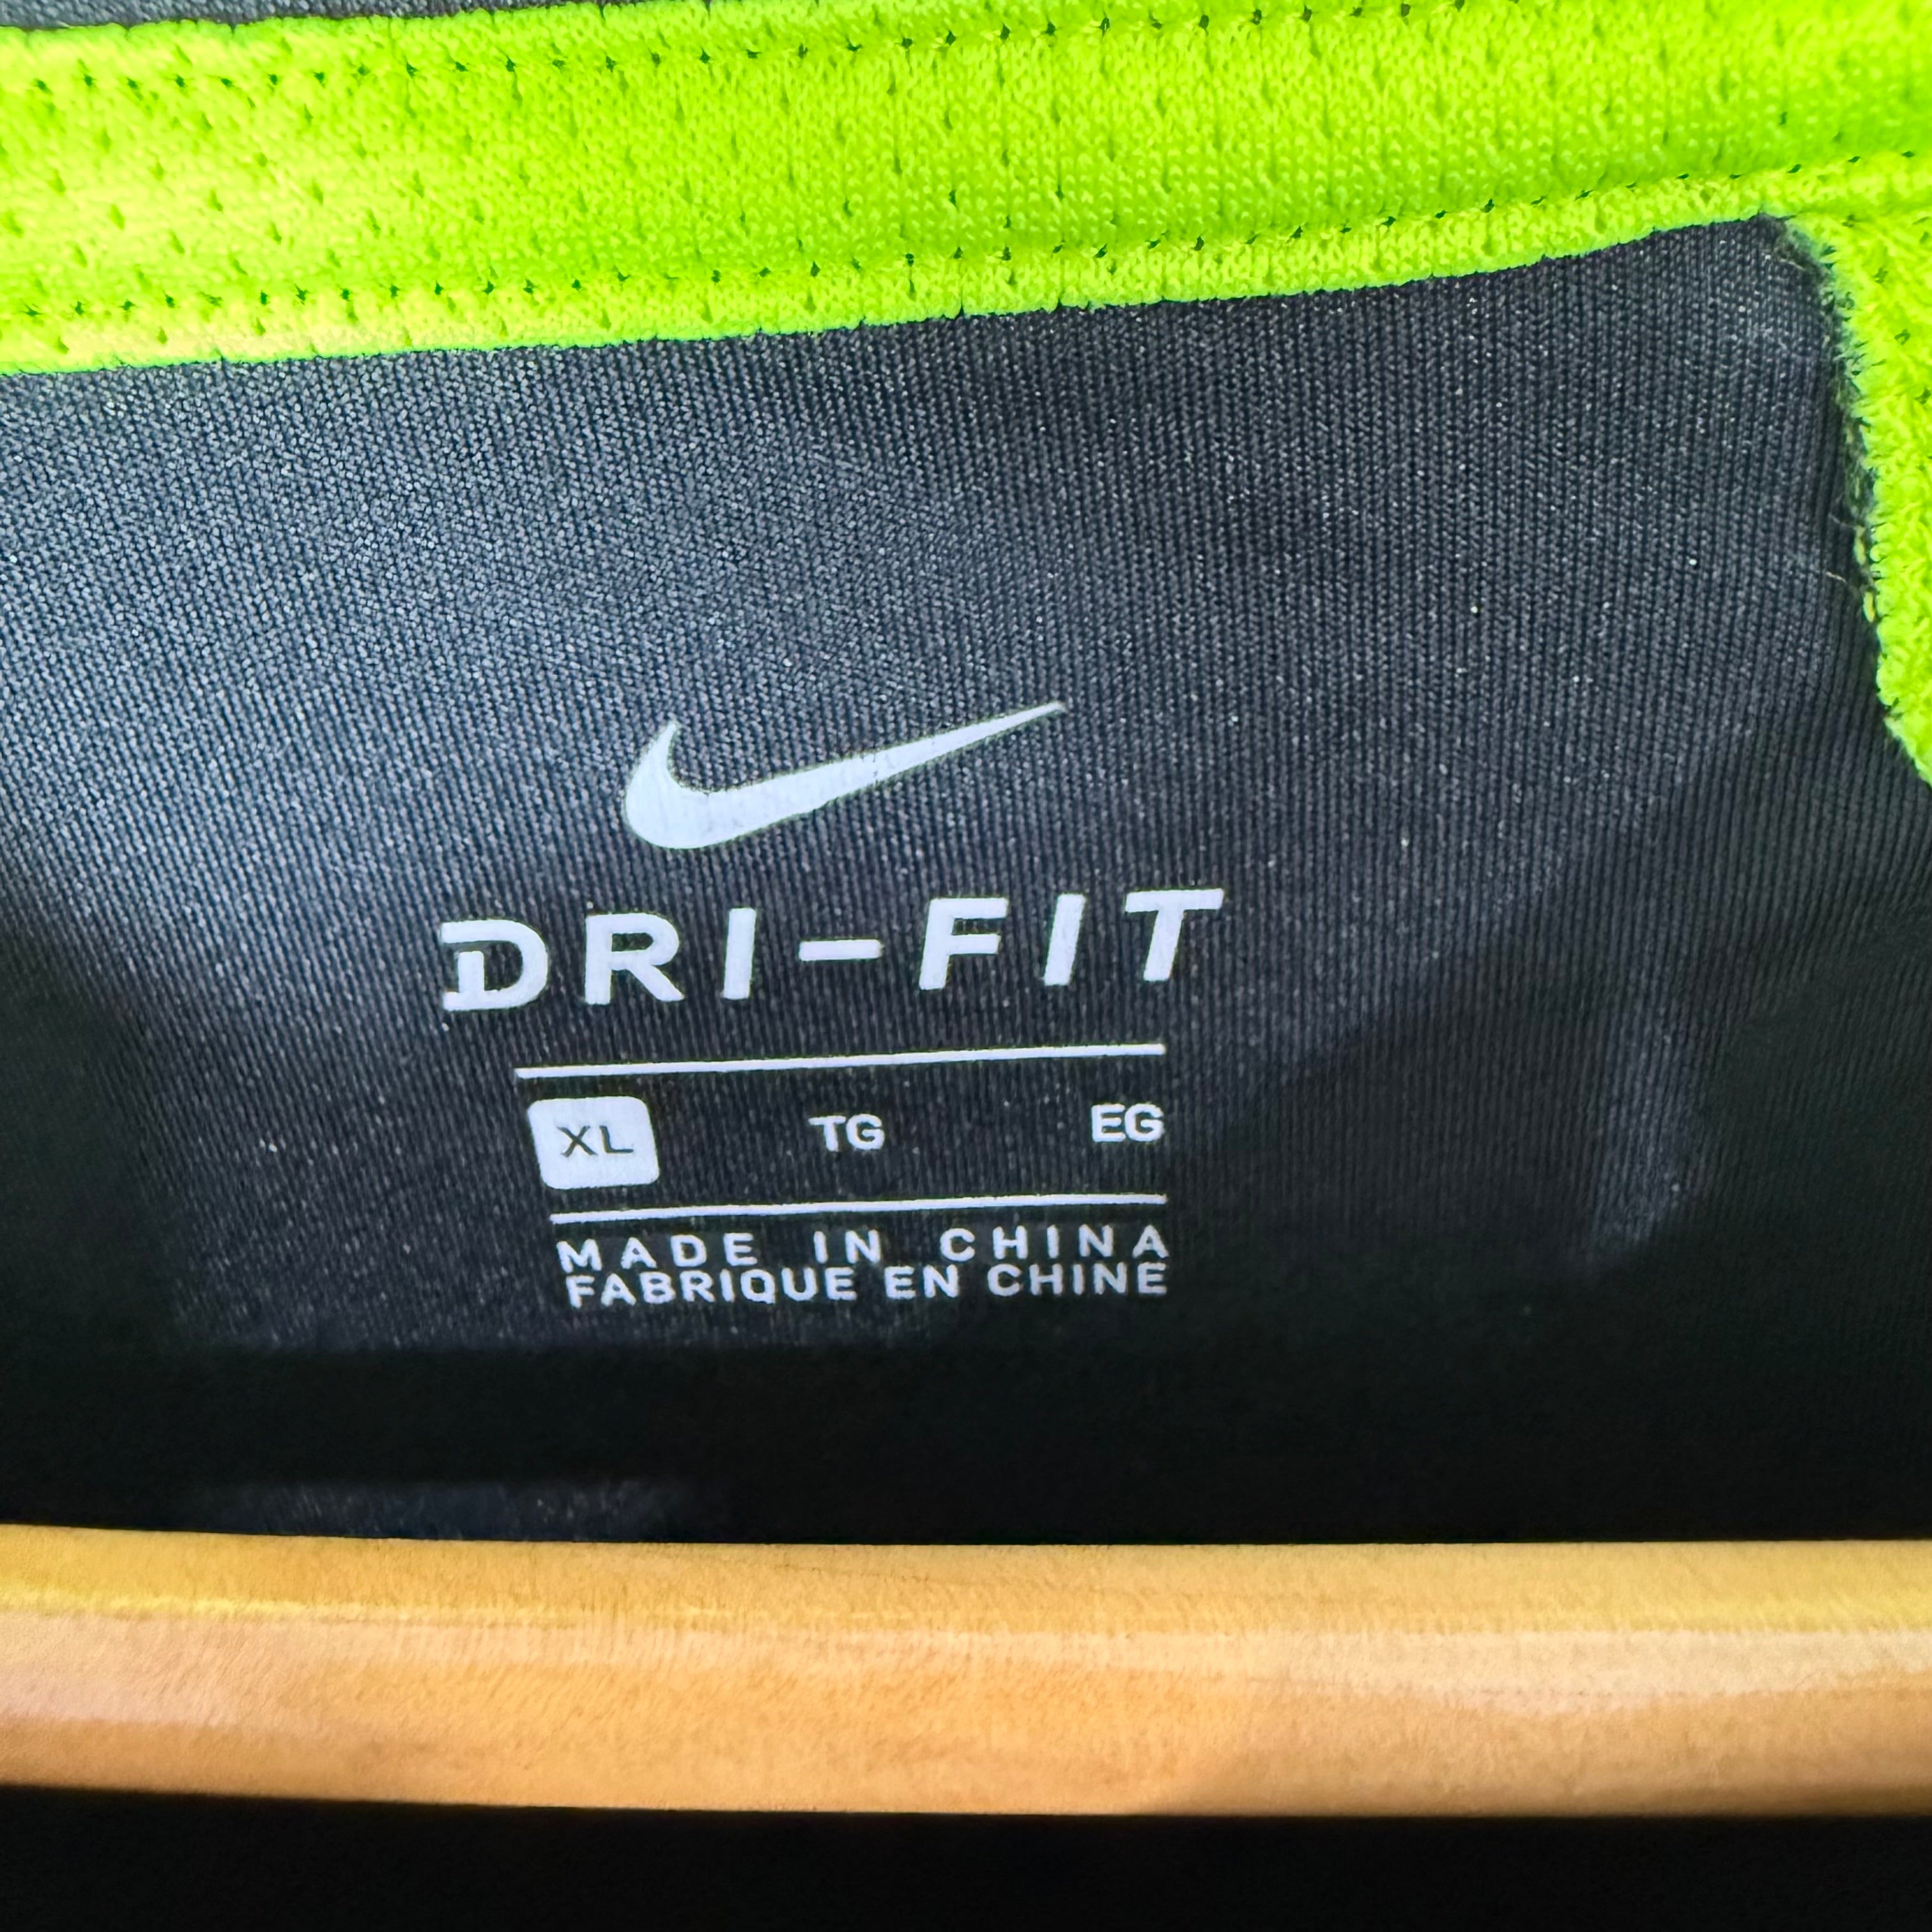 DRI-FIT
XL TG EG
MADE IN CHINA
FABRIQUE EN CHINE